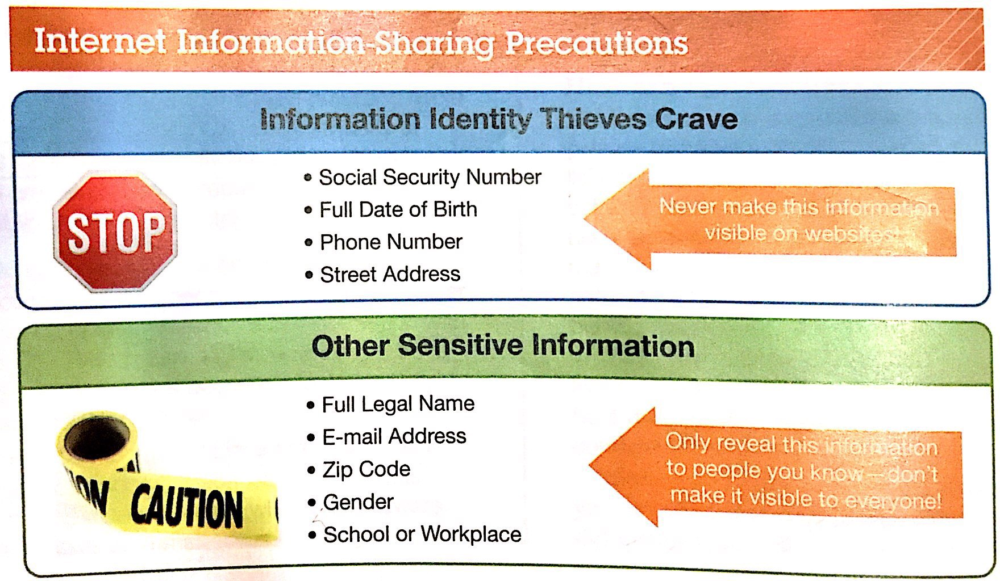 Internet Information-Sharing Precautions
Information Identity Thieves Crave
STOP
• Social Security Number
• Full Date of Birth
• Phone Number
• Street Address
Never make this information
visible on websites!
Other Sensitive Information
ON CAUTION
• Full Legal Name
• E-mail Address
• Zip Code
• Gender
• School or Workplace
Only reveal this information
to people you know—don't
make it visible to everyone!